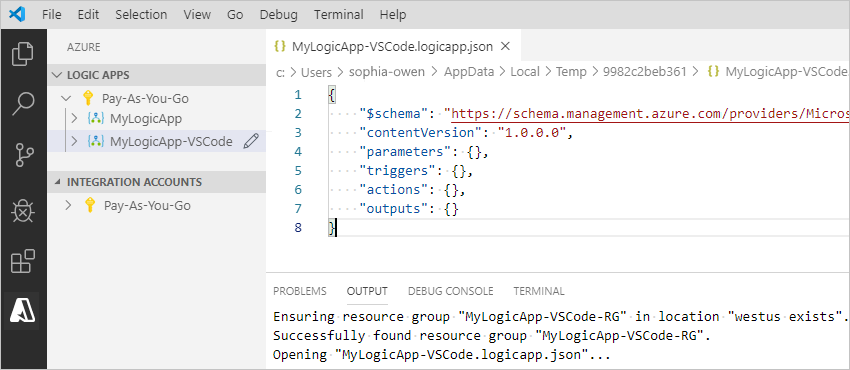 File Edit Selection View Go Debug Terminal Help
AZURE
LOGIC APPS
Pay-As-You-Go
MyLogicApp
MyLogicApp-VSCode
INTEGRATION ACCOUNTS
Pay-As-You-Go
{} MyLogicApp-VSCode.logicapp.json ×
c: > Users > sophia-owen > AppData > Local > Temp > 9982c2beb361 > {} MyLogicApp-VSCode.
1 {
2 "$schema": "https://schema.management.azure.com/providers/Micros
3 "contentVersion": "1.0.0.0",
4 "parameters": {},
5 "triggers": {},
6 "actions": {},
7 "outputs": {}
8 }
PROBLEMS OUTPUT DEBUG CONSOLE TERMINAL
Ensuring resource group "MyLogicApp-VSCode-RG" in location "westus exists".
Successfully found resource group "MyLogicApp-VSCode-RG".
Opening "MyLogicApp-VSCode.logicapp.json"...